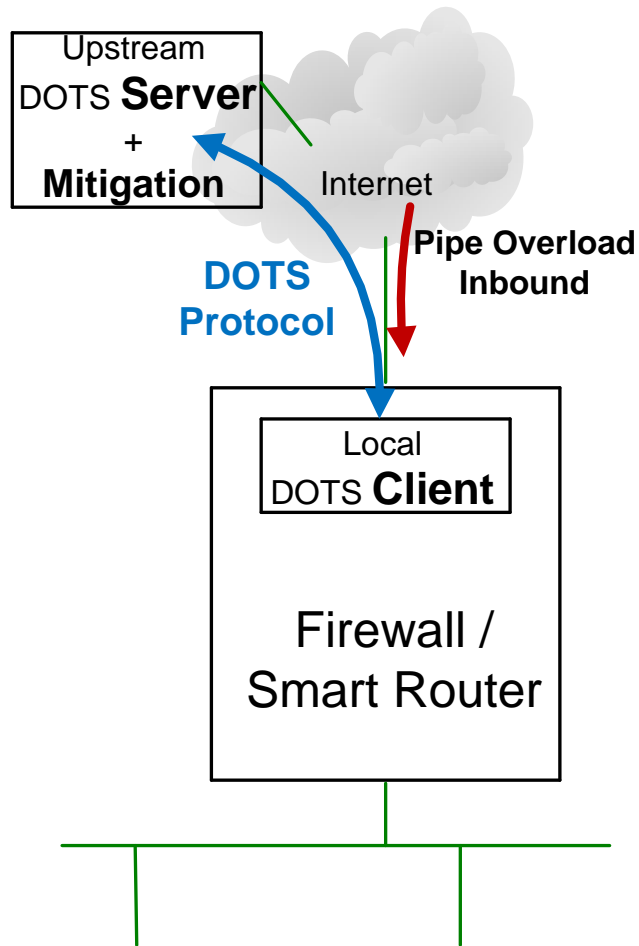 Upstream
DOTS Server
+
Mitigation
Internet
Pipe Overload
Inbound
DOTS
Protocol
Local
DOTS Client
Firewall /
Smart Router